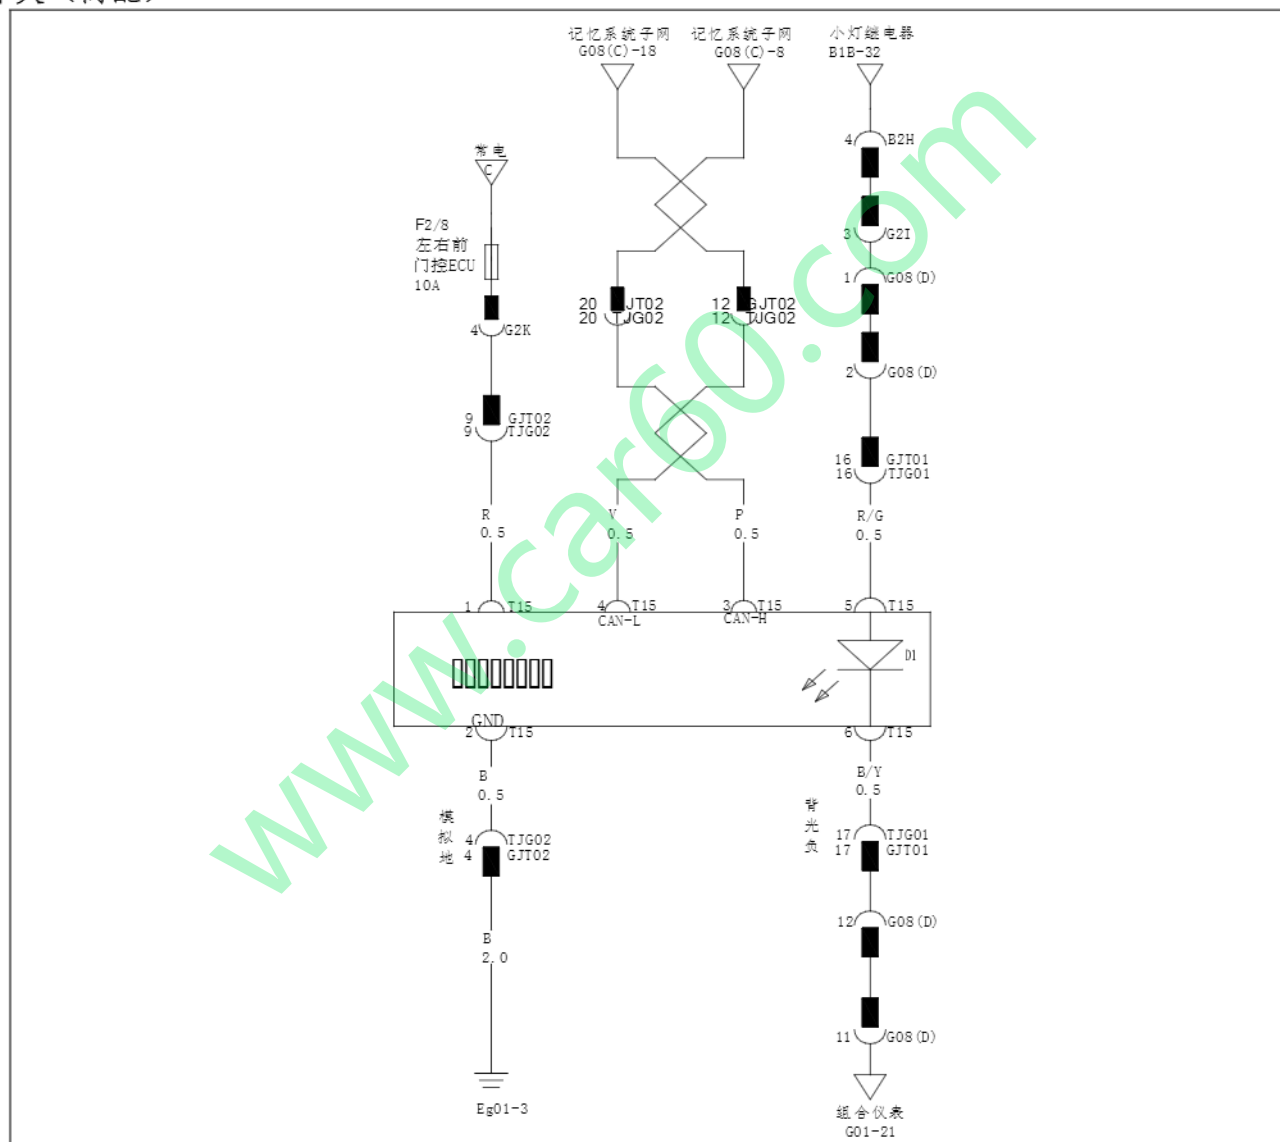 记忆系统子网
G08(C)-18
记忆系统子网
G08(C)-8
小灯继电器
B1B-32
4 B2H
常电
C
3 G2I
F2/8
左右前
门控ECU
10A
1 G08(D)
20 GJT02
20 TJG02
12 GJT02
12 TJG02
4 G2K
2 G08(D)
9 GJT02
9 TJG02
16 GJT01
16 TJG01
R
0.5
V
0.5
P
0.5
R/G
0.5
1 T15
4 T15
CAN-L
3 T15
CAN-H
5 T15
D1
GND
2 T15
6 T15
B
0.5
B/Y
0.5
模拟地
背光负
4 TJG02
4 GJT02
17 TJG01
17 GJT01
12 G08(D)
B
2.0
11 G08(D)
Eg01-3
组合仪表
G01-21
www.car60.com